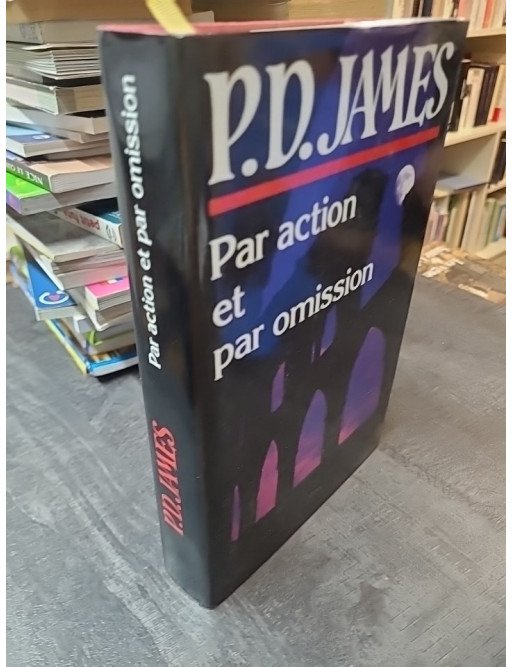 P.D. JAMES
Par action
et
par omission
Par action et par omission
P.D. JAMES